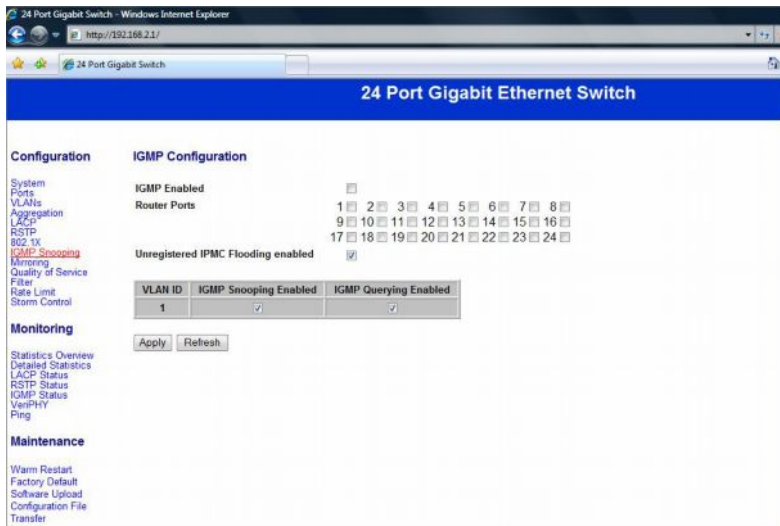 24 Port Gigabit Switch - Windows Internet Explorer
http://192.168.2.1/
24 Port Gigabit Switch
24 Port Gigabit Ethernet Switch
Configuration
System
Ports
VLANs
Aggregation
LACP
RSTP
802.1X
IGMP Snooping
Mirroring
Quality of Service
Filter
Rate Limit
Storm Control
Monitoring
Statistics Overview
Detailed Statistics
LACP Status
RSTP Status
IGMP Status
VeriPHY
Ping
Maintenance
Warm Restart
Factory Default
Software Upload
Configuration File
Transfer
IGMP Configuration
IGMP Enabled
Router Ports
1 2 3 4 5 6 7 8
9 10 11 12 13 14 15 16
17 18 19 20 21 22 23 24
Unregistered IPMC Flooding enabled
VLAN ID IGMP Snooping Enabled IGMP Querying Enabled
1
Apply Refresh